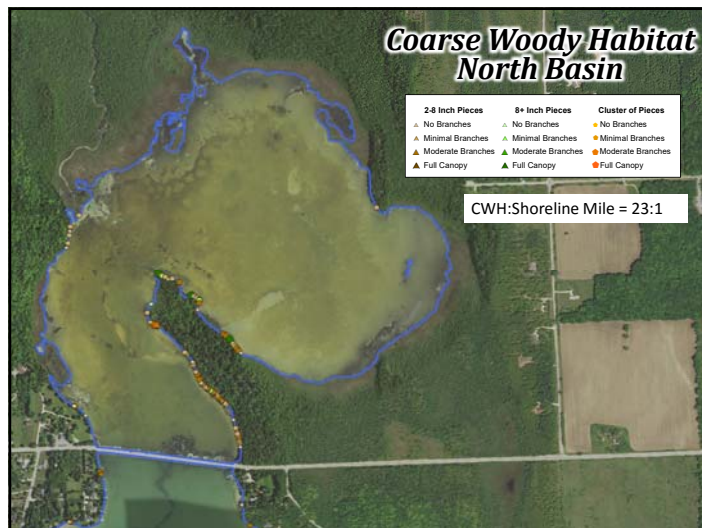 Coarse Woody Habitat
North Basin
2-8 Inch Pieces
No Branches
Minimal Branches
Moderate Branches
Full Canopy
8+ Inch Pieces
No Branches
Minimal Branches
Moderate Branches
Full Canopy
Cluster of Pieces
No Branches
Minimal Branches
Moderate Branches
Full Canopy
CWH:Shoreline Mile = 23:1